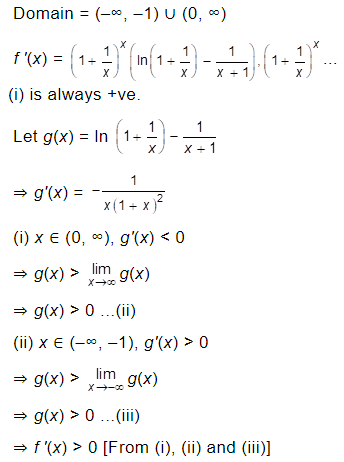 Domain = (–∞, –1) ∪ (0, ∞)
f '(x) = (1 + 1/x)^x (ln(1 + 1/x) – 1/(x + 1)).(1 + 1/x)^x ...
(i) is always +ve.
Let g(x) = ln (1 + 1/x) – 1/(x + 1)
⇒ g'(x) = – 1/(x(1 + x)^2)
(i) x ∈ (0, ∞), g'(x) < 0
⇒ g(x) > lim x→∞ g(x)
⇒ g(x) > 0 ...(ii)
(ii) x ∈ (–∞, –1), g'(x) > 0
⇒ g(x) > lim x→–∞ g(x)
⇒ g(x) > 0 ...(iii)
⇒ f '(x) > 0 [From (i), (ii) and (iii)]